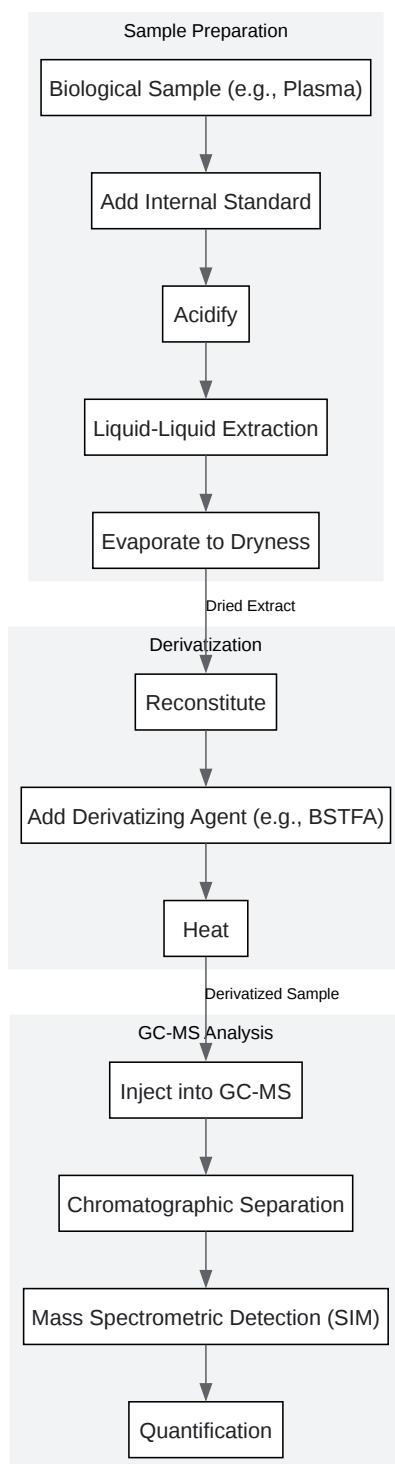 Sample Preparation
Biological Sample (e.g., Plasma)
Add Internal Standard
Acidify
Liquid-Liquid Extraction
Evaporate to Dryness
Dried Extract
Derivatization
Reconstitute
Add Derivatizing Agent (e.g., BSTFA)
Heat
Derivatized Sample
GC-MS Analysis
Inject into GC-MS
Chromatographic Separation
Mass Spectrometric Detection (SIM)
Quantification